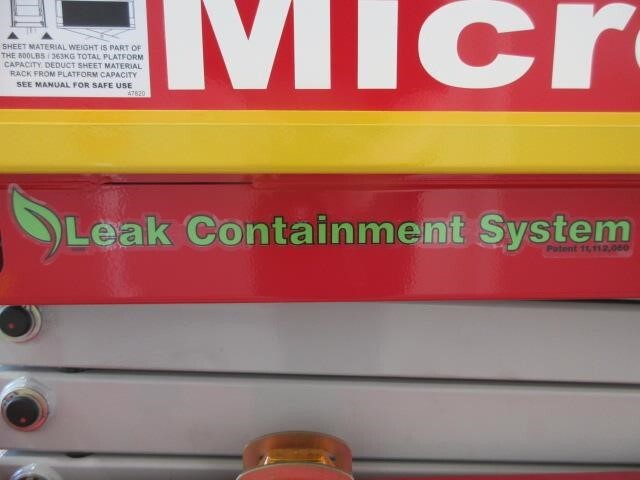 SHEET MATERIAL WEIGHT IS PART OF
THE 800LBS / 363KG TOTAL PLATFORM
CAPACITY. DEDUCT SHEET MATERIAL
RACK FROM PLATFORM CAPACITY
SEE MANUAL FOR SAFE USE
47620
Micro
Leak Containment System
Patent 11,112,060